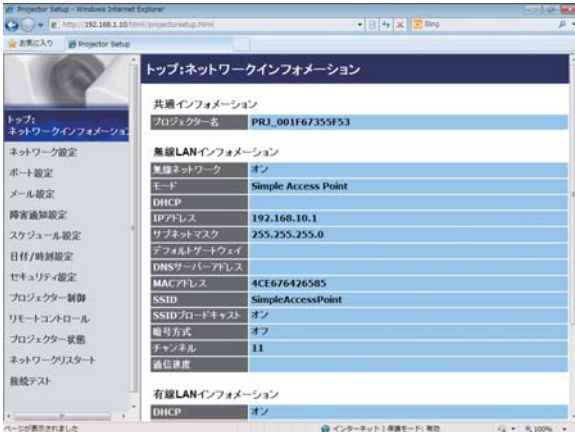 Projector Setup - Windows Internet Explorer
http://192.168.1.10/html/projectorsetup.html
Bing
お気に入り
Projector Setup
トップ:ネットワークインフォメーション
共通インフォメーション
プロジェクター名 PRJ_001F67355F53
無線LANインフォメーション
無線ネットワーク オン
モード Simple Access Point
DHCP
IPアドレス 192.168.10.1
サブネットマスク 255.255.255.0
デフォルトゲートウェイ
DNSサーバーアドレス
MACアドレス 4CE676426585
SSID SimpleAccessPoint
SSIDブロードキャスト オン
暗号方式 オフ
チャンネル 11
通信速度
有線LANインフォメーション
DHCP オン
トップ:
ネットワークインフォメーショ
ネットワーク設定
ポート設定
メール設定
障害通知設定
スケジュール設定
日付/時刻設定
セキュリティ設定
プロジェクター制御
リモートコントロール
プロジェクター状態
ネットワークリスタート
接続テスト
ページが表示されました
インターネット | 保護モード: 有効
100%